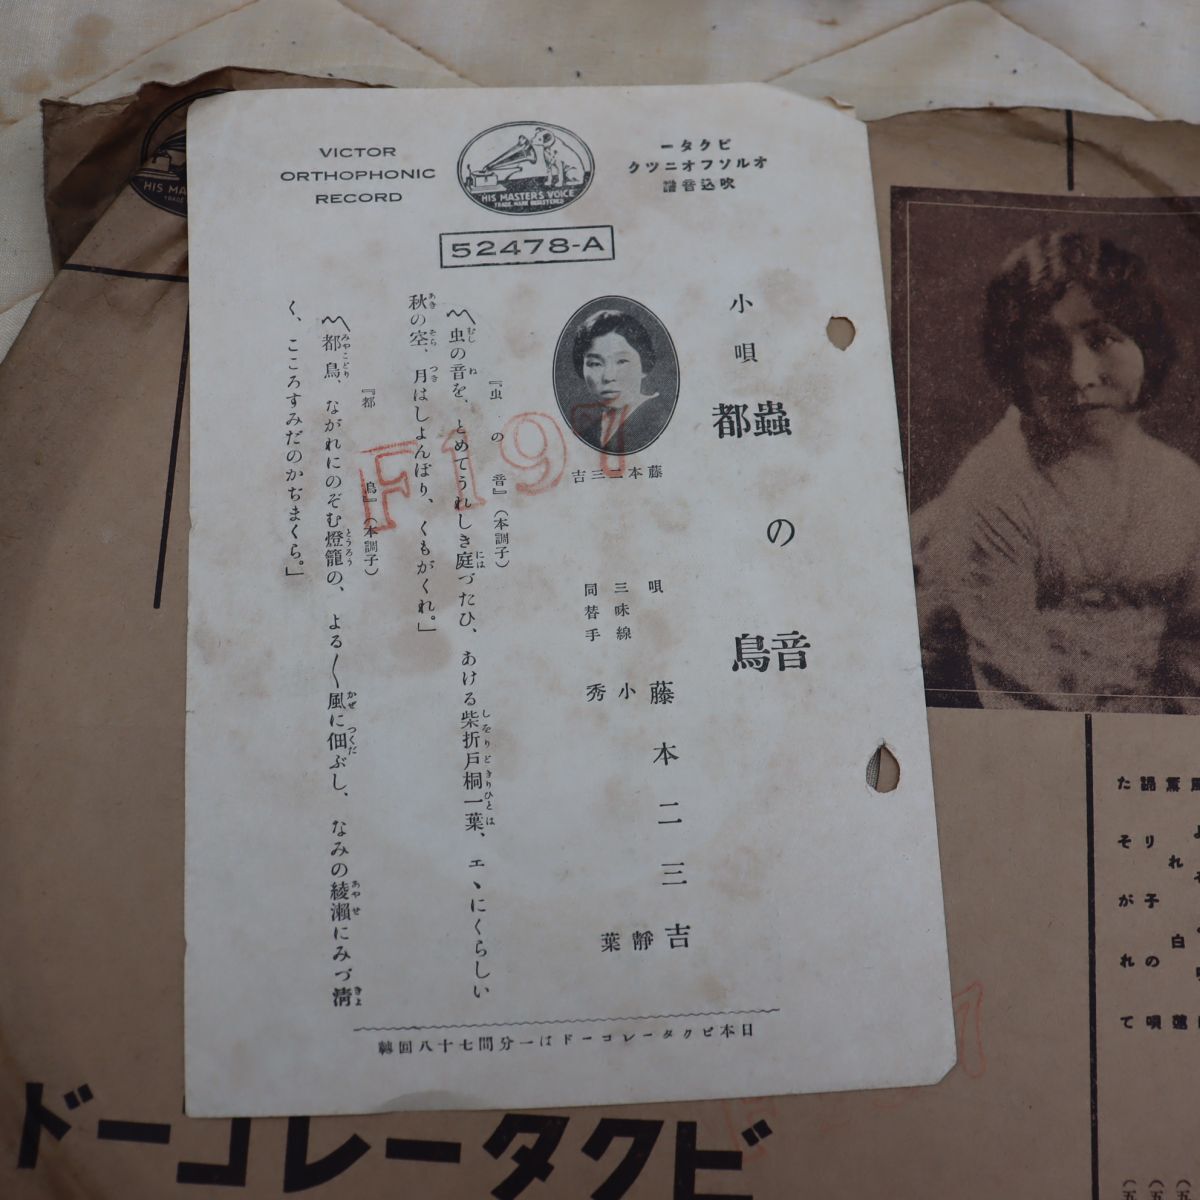 VICTOR
ORTHOPHONIC
RECORD
HIS MASTER'S VOICE
TRADE MARK REGISTERED
ビクター
オルソフオニツク
吹込音譜
52478-A
小唄
蟲の音
都鳥
藤本二三吉
唄 藤本二三吉
三味線 小靜
同替手 秀葉
『虫の音』(本調子)
〽虫の音を、とめてうれしき庭づたひ、あける柴折戸桐一葉、エヽにくらしい
秋の空、月はしよんぼり、くもがくれ。」
『都鳥』(本調子)
〽都鳥、ながれにのぞむ燈籠の、よる〱風に佃ぶし、なみの綾瀬にみづ清
く、こころすみだのかぢまくら。」
日本ビクターレコードは一分間七十八回轉
F197
HIS MAS
ビクターレコード